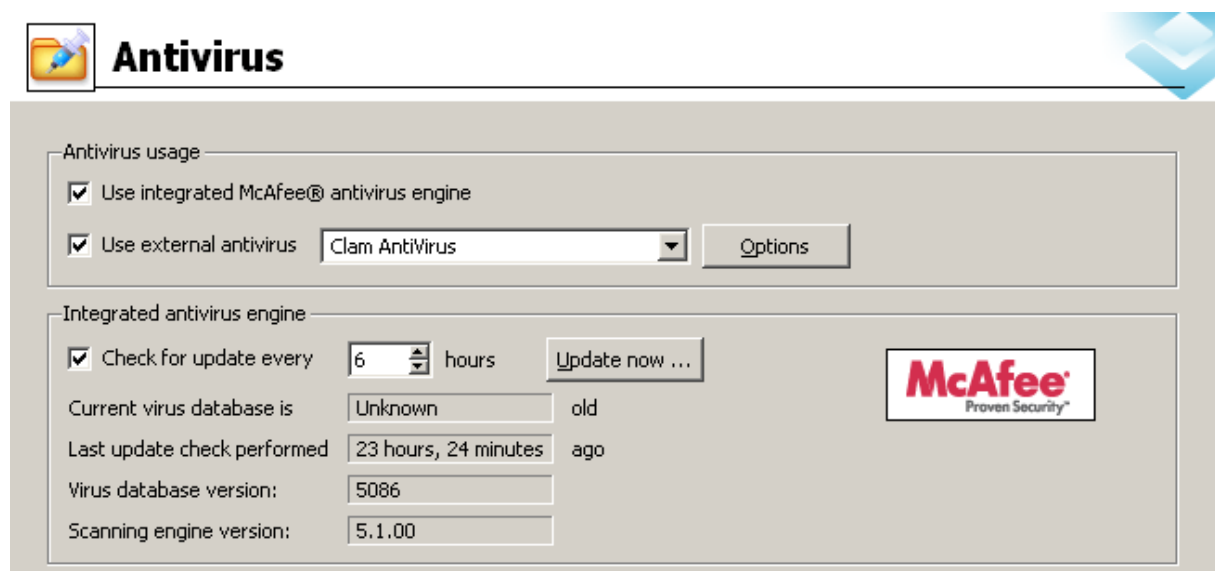 Antivirus
Antivirus usage
Use integrated McAfee® antivirus engine
Use external antivirus Clam AntiVirus Options
Integrated antivirus engine
Check for update every 6 hours Update now ...
McAfee®
Proven Security™
Current virus database is Unknown old
Last update check performed 23 hours, 24 minutes ago
Virus database version: 5086
Scanning engine version: 5.1.00